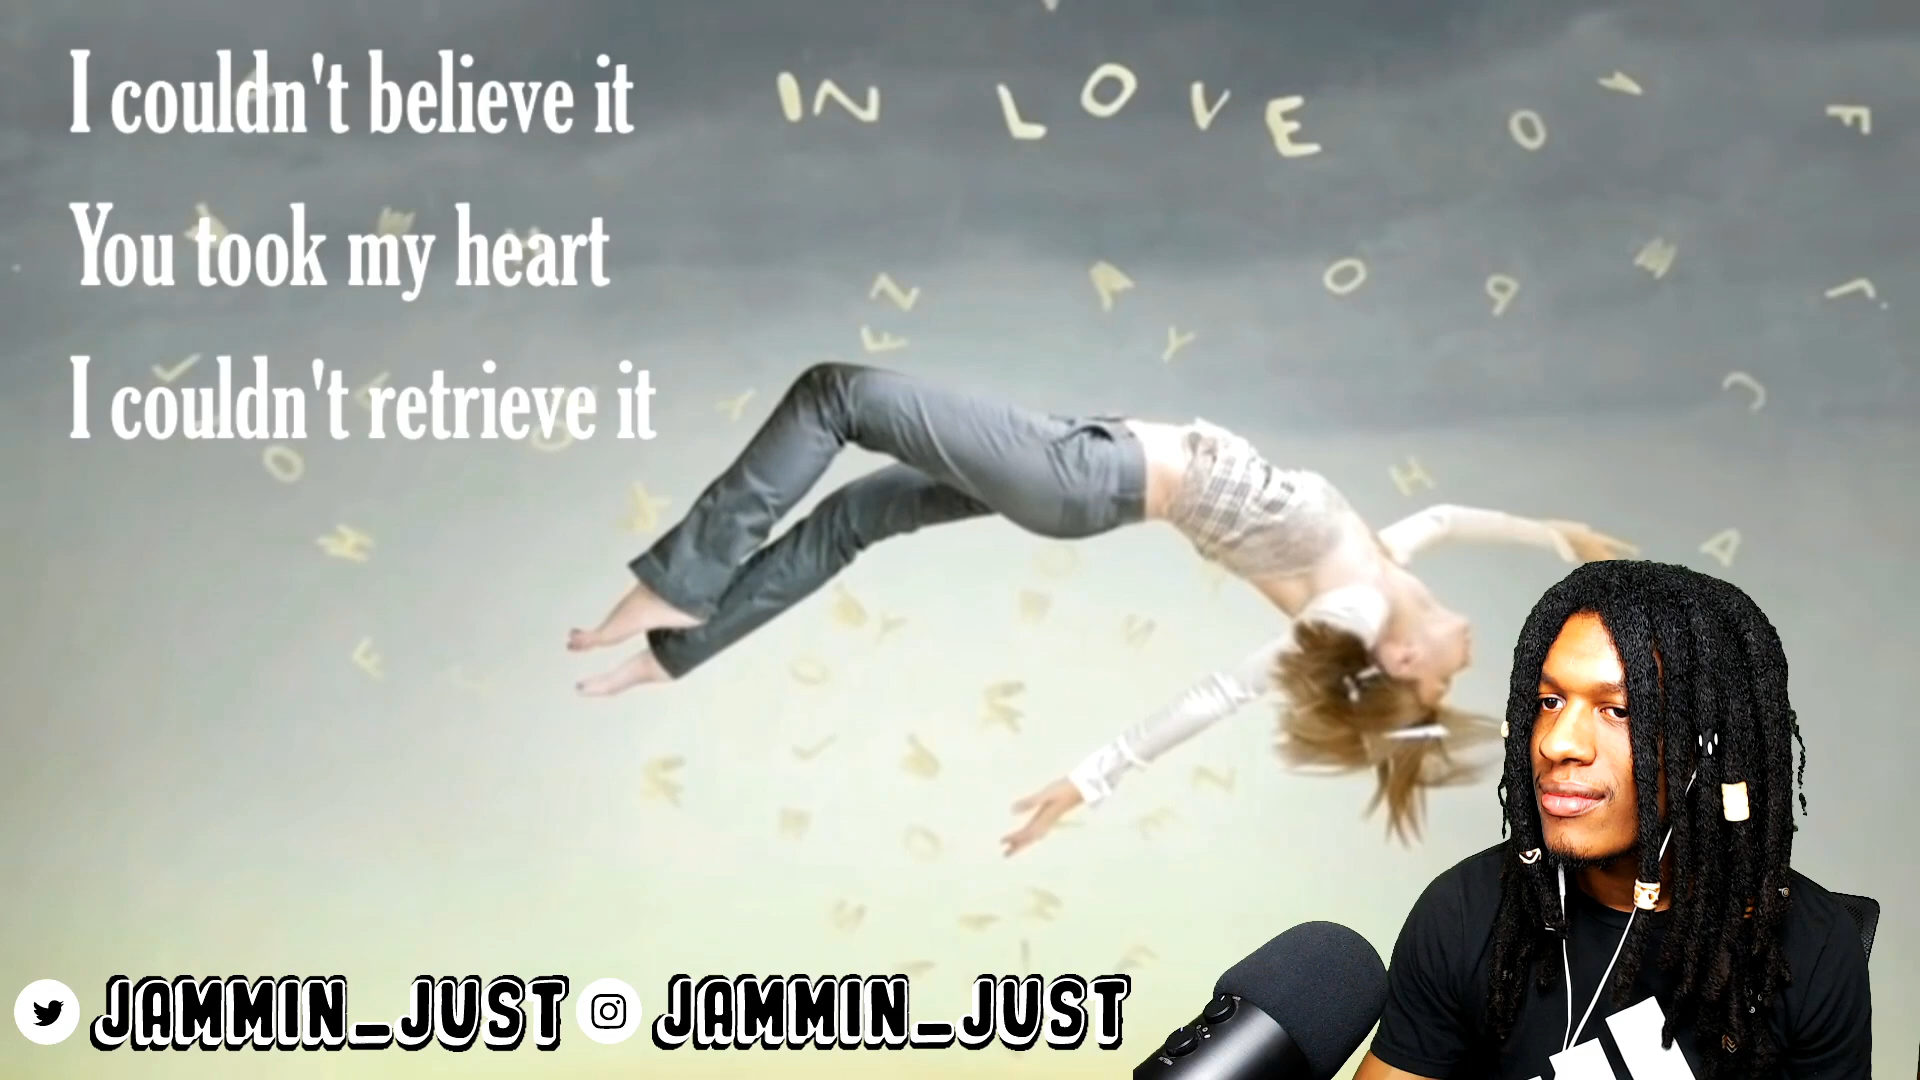 I couldn't believe it
IN LOVE
You took my heart
I couldn't retrieve it
JAMMIN_JUST JAMMIN_JUST